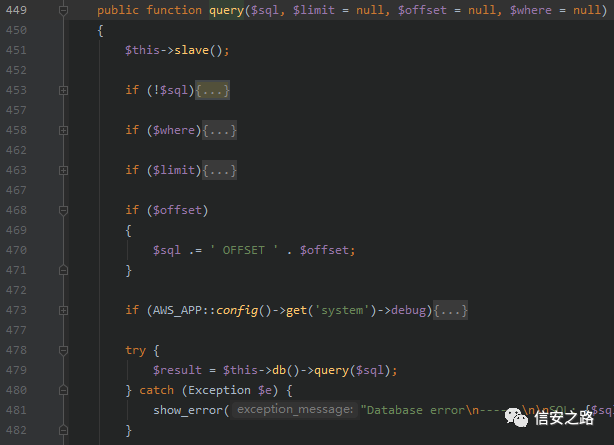 449 public function query($sql, $limit = null, $offset = null, $where = null)
450 {
451 $this->slave();
452
453 if (!$sql){...}
457
458 if ($where){...}
462
463 if ($limit){...}
467
468 if ($offset)
469 {
470 $sql .= ' OFFSET ' . $offset;
471 }
472
473 if (AWS_APP::config()->get('system')->debug){...}
477
478 try {
479 $result = $this->db()->query($sql);
480 } catch (Exception $e) {
481 show_error( exception_message: "Database error\n------\n\nSQL: {$sq
482 }
信安之路